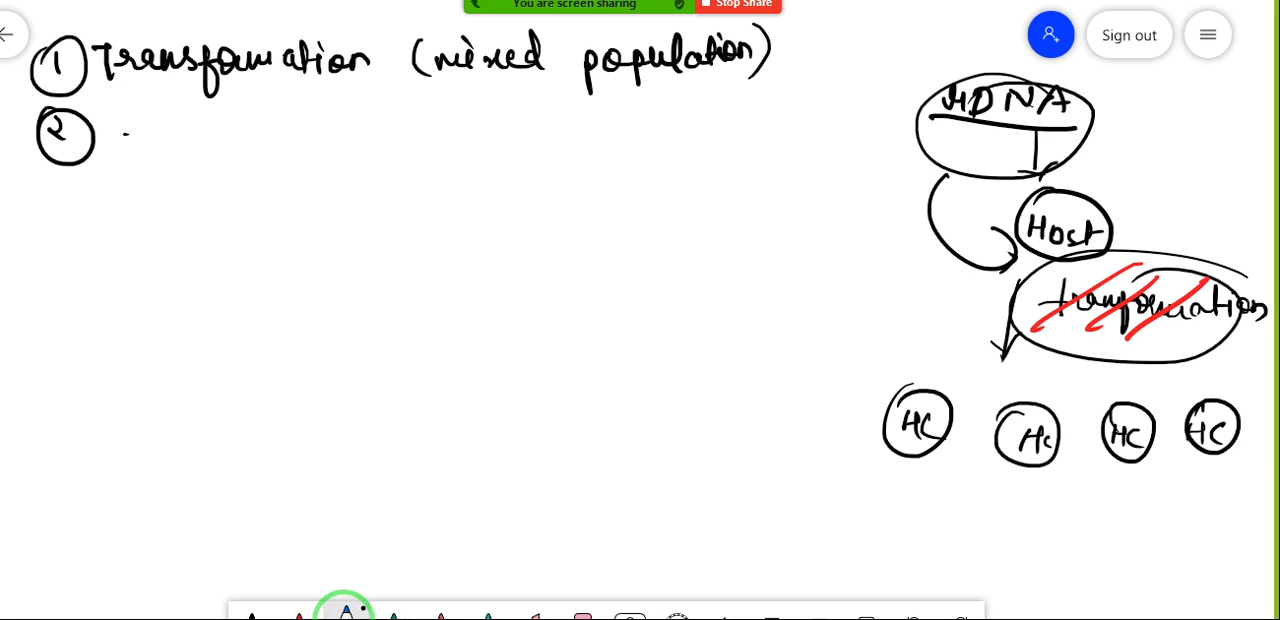 You are screen sharing
Stop Share
Sign out
1 Transformation (mixed population)
2
rDNA
Host
transformation
HC HC HC HC